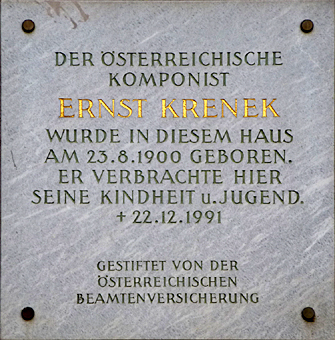 DER ÖSTERREICHISCHE
KOMPONIST
ERNST KRENEK
WURDE IN DIESEM HAUS
AM 23.8.1900 GEBOREN.
ER VERBRACHTE HIER
SEINE KINDHEIT u. JUGEND.
+ 22.12.1991
GESTIFTET VON DER
ÖSTERREICHISCHEN
BEAMTENVERSICHERUNG